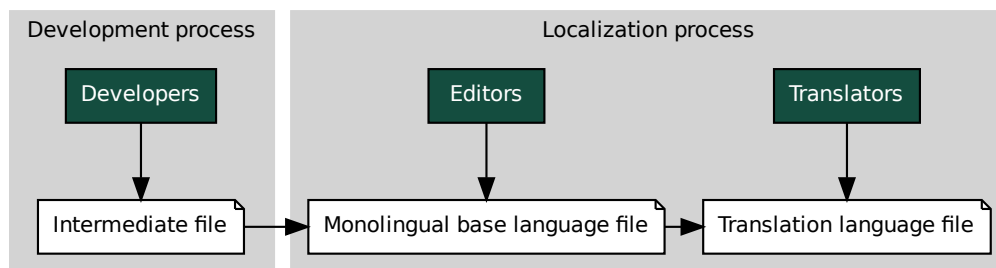 Development process
Localization process
Developers
Editors
Translators
Intermediate file
Monolingual base language file
Translation language file